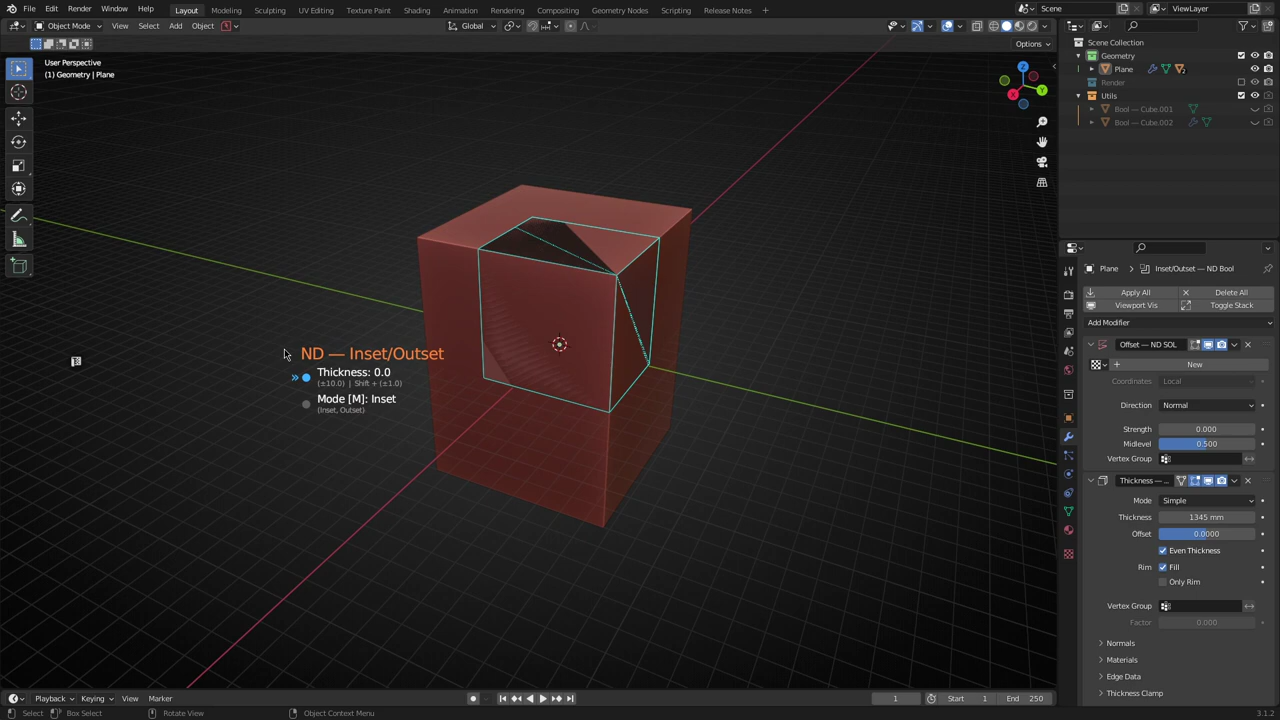 File Edit Render Window Help Layout Modeling Sculpting UV Editing Texture Paint Shading Animation Rendering Compositing Geometry Nodes Scripting Render Notes Scene ViewLayer
Object Mode View Select Add Object Global
Options
User Perspective
(1) Geometry | Plane
Scene Collection
Geometry
Plane
2
Render
Utils
Bool — Cube.001
Bool — Cube.002
Z
Y
X
ND — Inset/Outset
Thickness: 0.0
(±10.0) | Shift + (±1.0)
Mode [M]: Inset
(Inset, Outset)
Plane Inset/Outset — ND Bool
Apply All Delete All
Viewport Vis Toggle Stack
Add Modifier
Offset — ND SOL
New
Coordinates Local
Direction Normal
Strength 0.000
Midlevel 0.500
Vertex Group
Thickness — ...
Mode Simple
Thickness 1345 mm
Offset 0.0000
Even Thickness
Rim Fill
Only Rim
Vertex Group
Factor 0.000
Normals
Materials
Edge Data
Thickness Clamp
Playback Keying View Marker 1 Start 1 End 250
Select Box Select Rotate View Object Context Menu 3.1.2